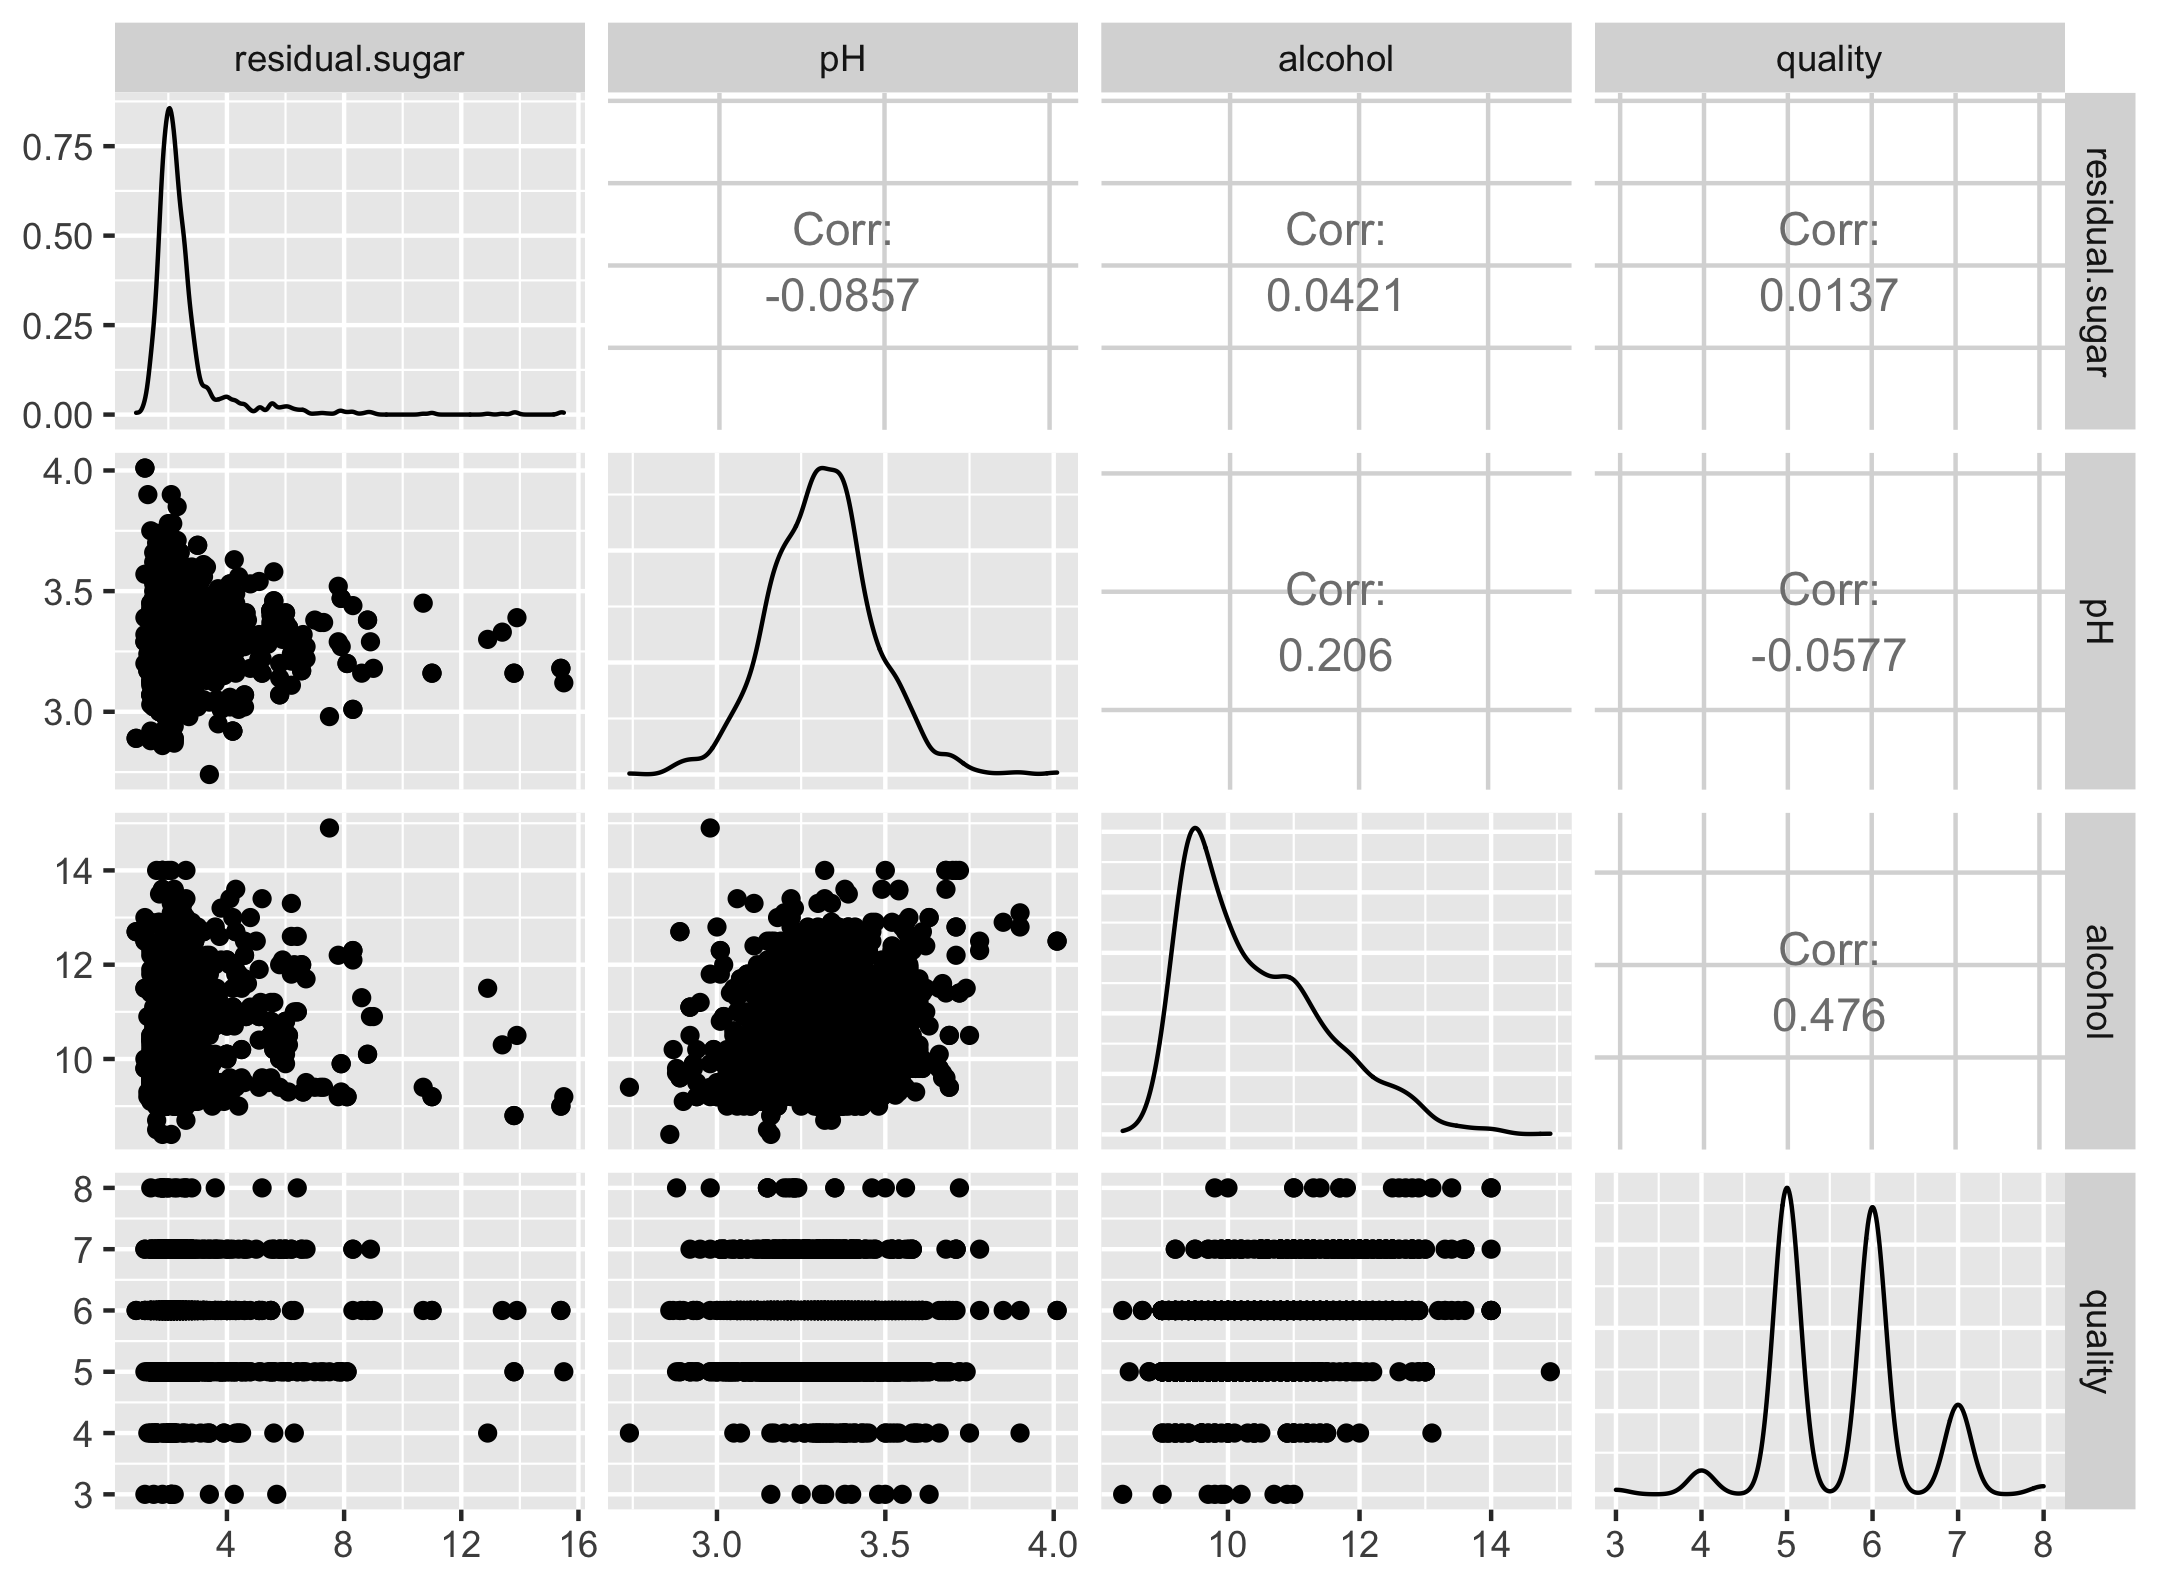 residual.sugar
pH
alcohol
quality
0.75
0.50
0.25
0.00
Corr:
-0.0857
Corr:
0.0421
Corr:
0.0137
residual.sugar
4.0
3.5
3.0
Corr:
0.206
Corr:
-0.0577
pH
14
12
10
Corr:
0.476
alcohol
8
7
6
5
4
3
quality
4 8 12 16
3.0 3.5 4.0
10 12 14
3 4 5 6 7 8